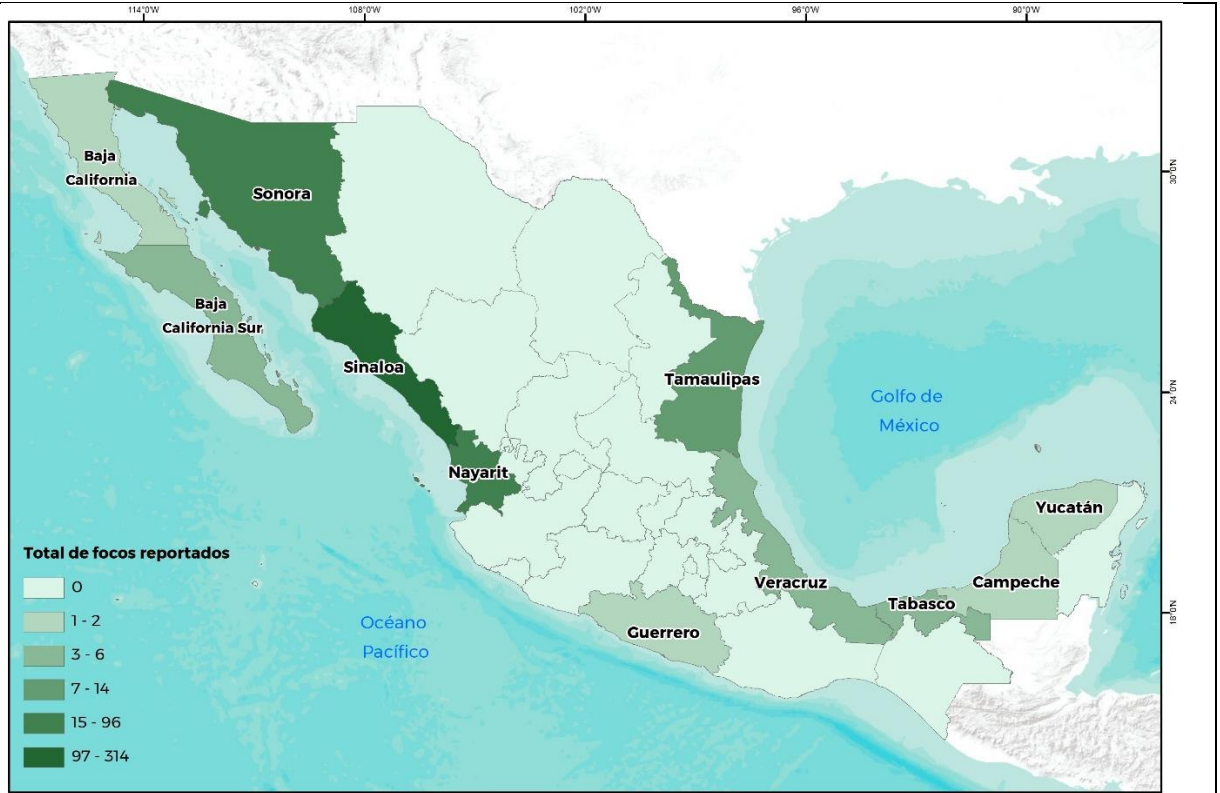 114°0'W
108°0'W
102°0'W
96°0'W
90°0'W
30°0'N
24°0'N
18°0'N
Baja
California
Sonora
Baja
California Sur
Sinaloa
Nayarit
Tamaulipas
Golfo de
México
Yucatán
Campeche
Veracruz
Tabasco
Guerrero
Océano
Pacífico
Total de focos reportados
0
1 - 2
3 - 6
7 - 14
15 - 96
97 - 314